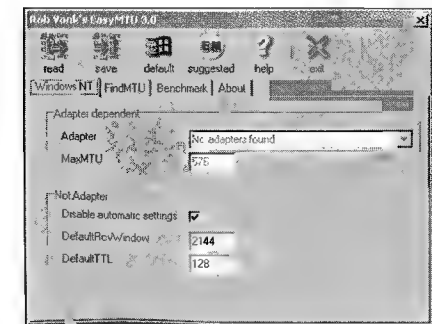 Rob Vonk's EasyMTU 3.0
read save default suggested help exit
Windows NT FindMTU Benchmark About
Adapter dependent
Adapter No adapters found
MaxMTU 576
Not Adapter
Disable automatic settings
DefaultRcvWindow 2144
DefaultTTL 128